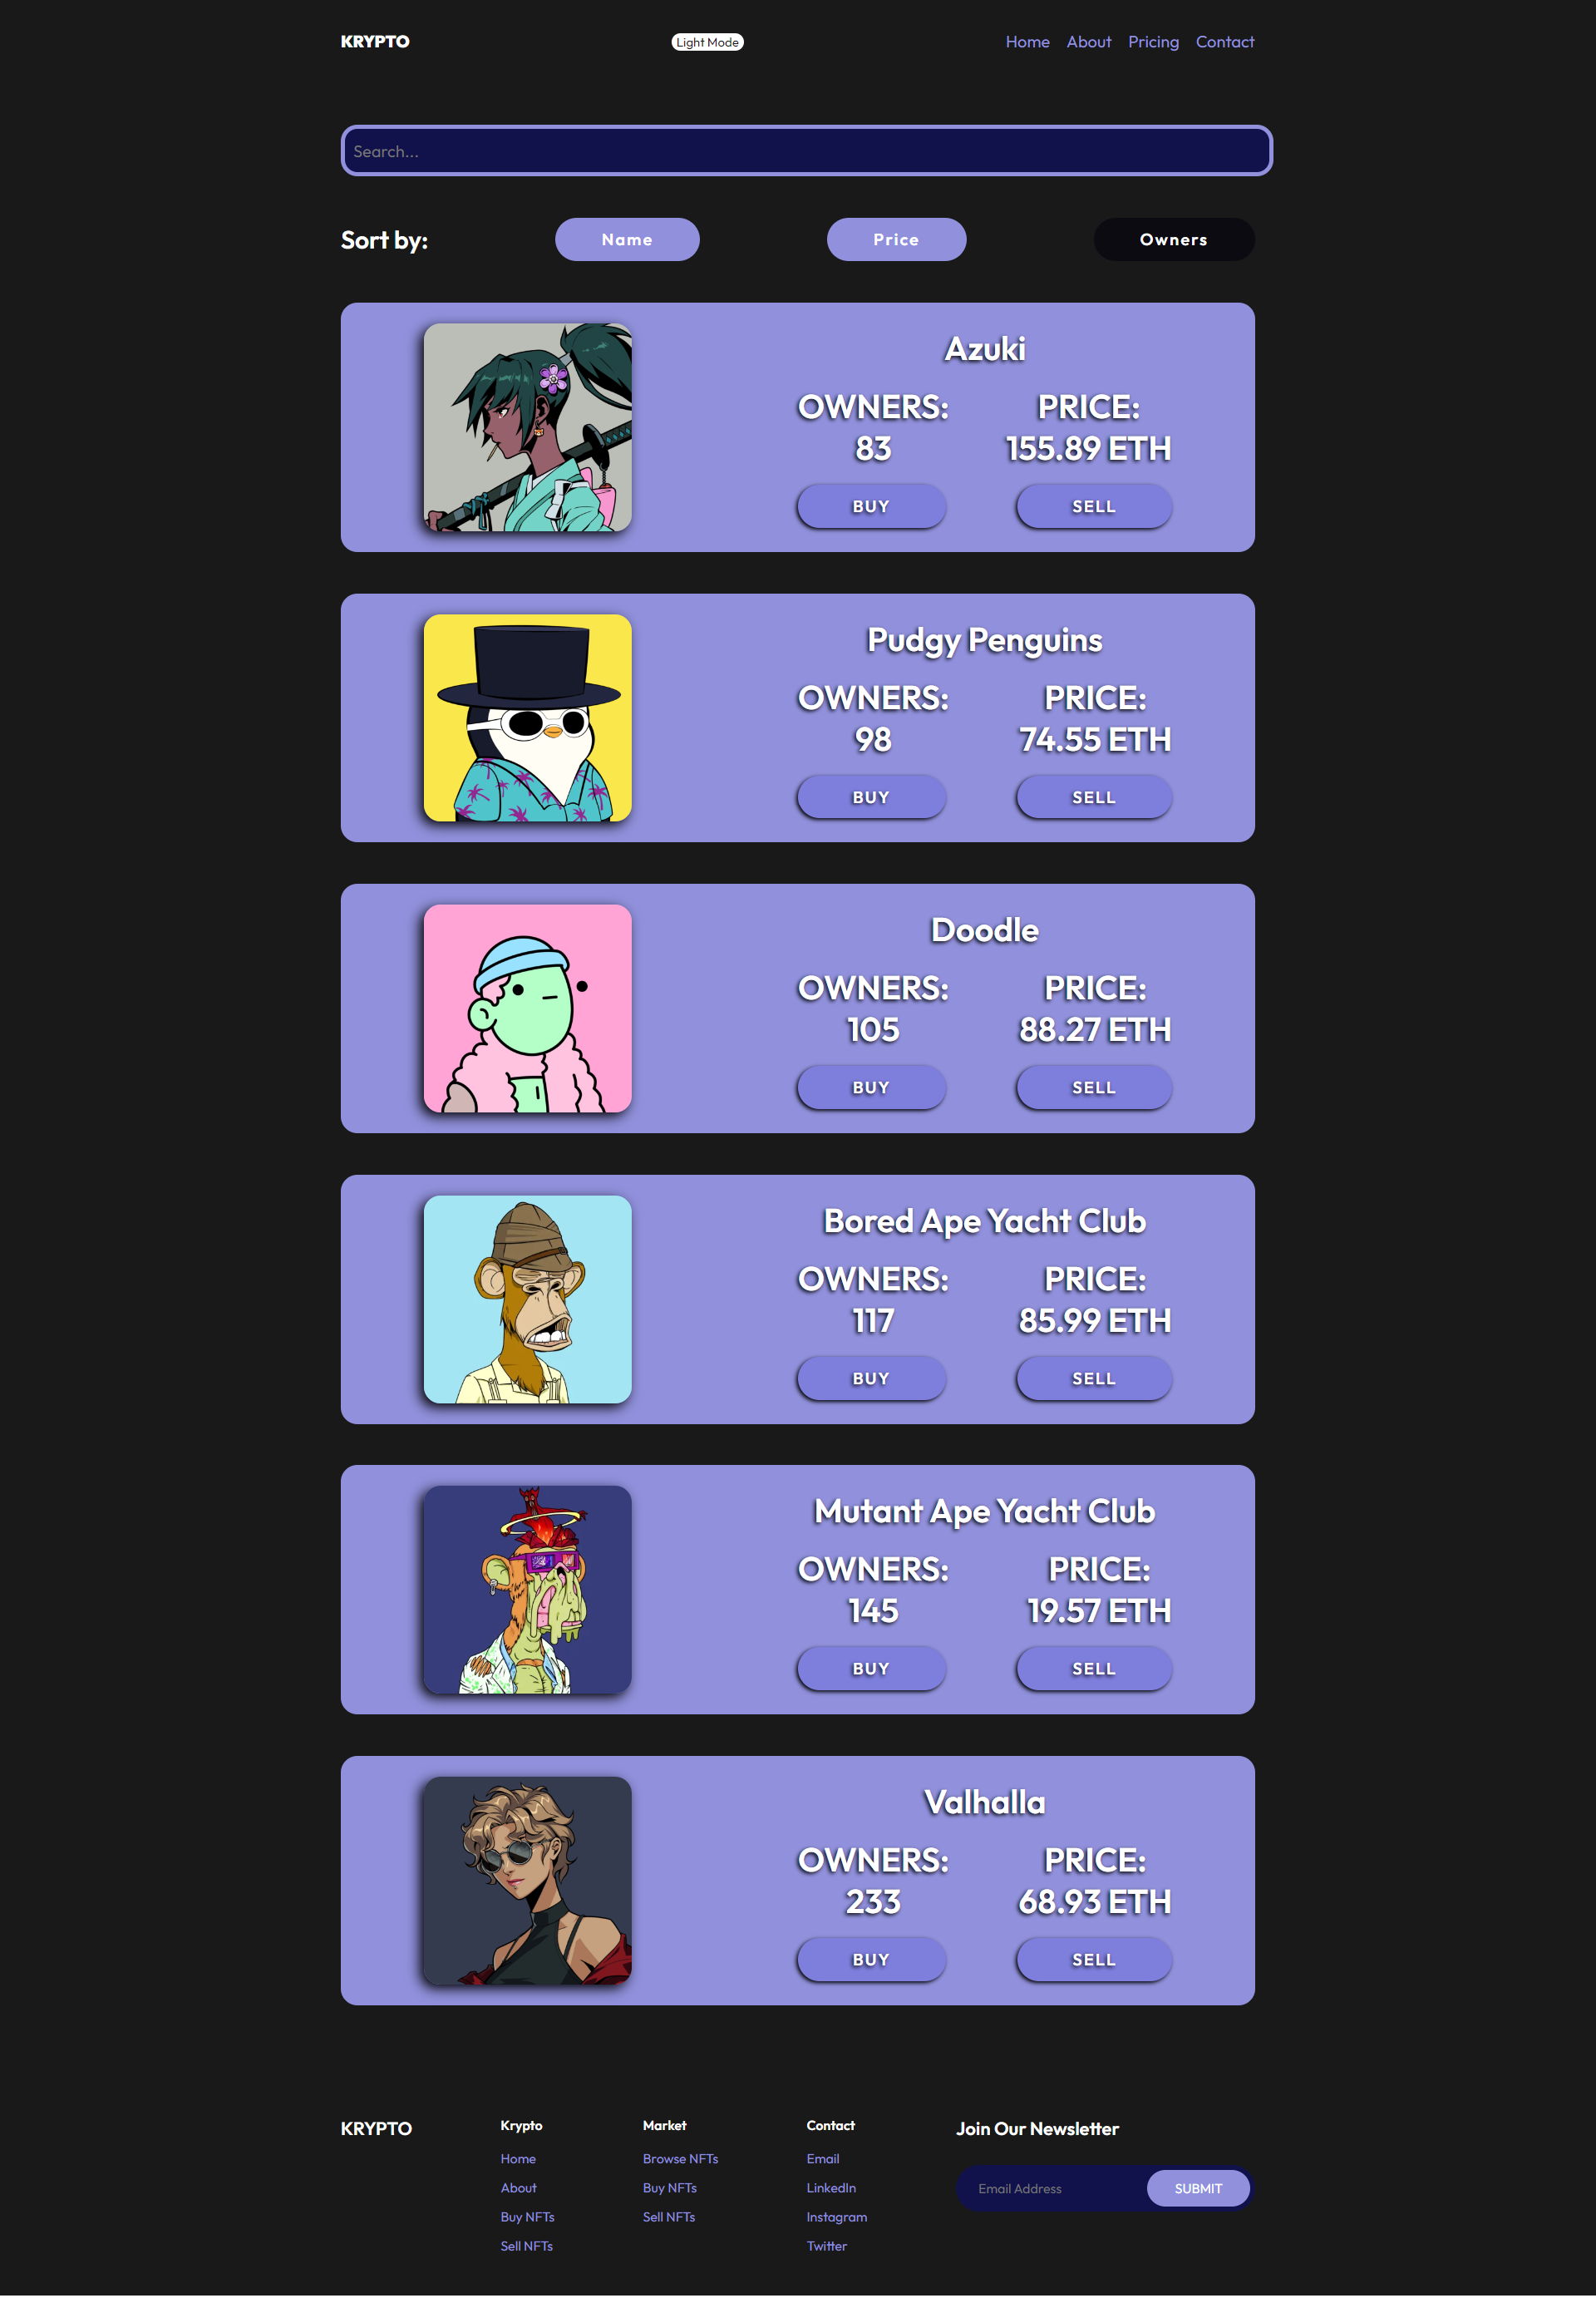 KRYPTO
Light Mode
Home About Pricing Contact
Search...
Sort by:
Name
Price
Owners
Azuki
OWNERS:
83
PRICE:
155.89 ETH
BUY
SELL
Pudgy Penguins
OWNERS:
98
PRICE:
74.55 ETH
BUY
SELL
Doodle
OWNERS:
105
PRICE:
88.27 ETH
BUY
SELL
Bored Ape Yacht Club
OWNERS:
117
PRICE:
85.99 ETH
BUY
SELL
Mutant Ape Yacht Club
OWNERS:
145
PRICE:
19.57 ETH
BUY
SELL
Valhalla
OWNERS:
233
PRICE:
68.93 ETH
BUY
SELL
KRYPTO
Krypto
Home
About
Buy NFTs
Sell NFTs
Market
Browse NFTs
Buy NFTs
Sell NFTs
Contact
Email
LinkedIn
Instagram
Twitter
Join Our Newsletter
Email Address
SUBMIT